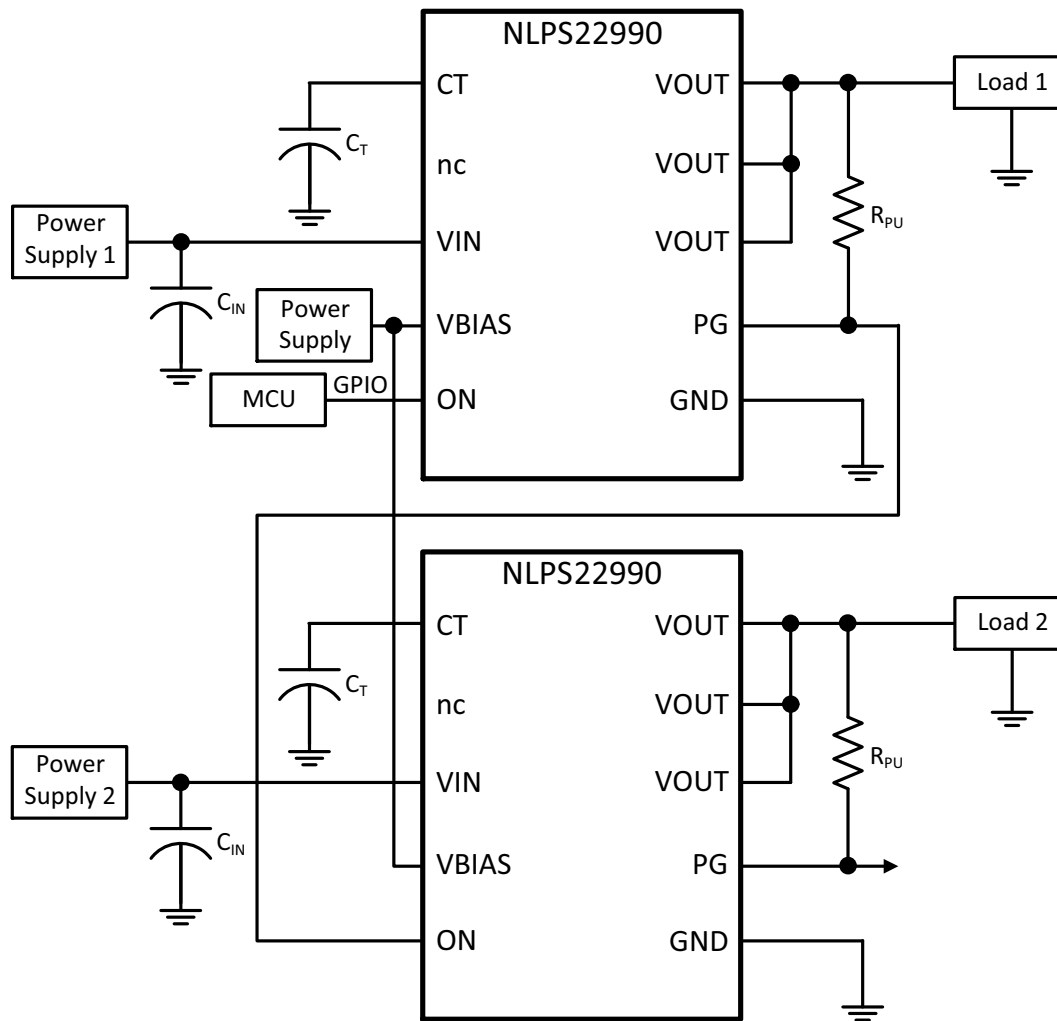 NLPS22990
CT
VOUT
Load 1
C_T
nc
VOUT
R_PU
Power
Supply 1
VIN
VOUT
C_IN
Power
Supply
VBIAS
PG
MCU
GPIO
ON
GND
NLPS22990
CT
VOUT
Load 2
C_T
nc
VOUT
R_PU
Power
Supply 2
VIN
VOUT
C_IN
VBIAS
PG
ON
GND